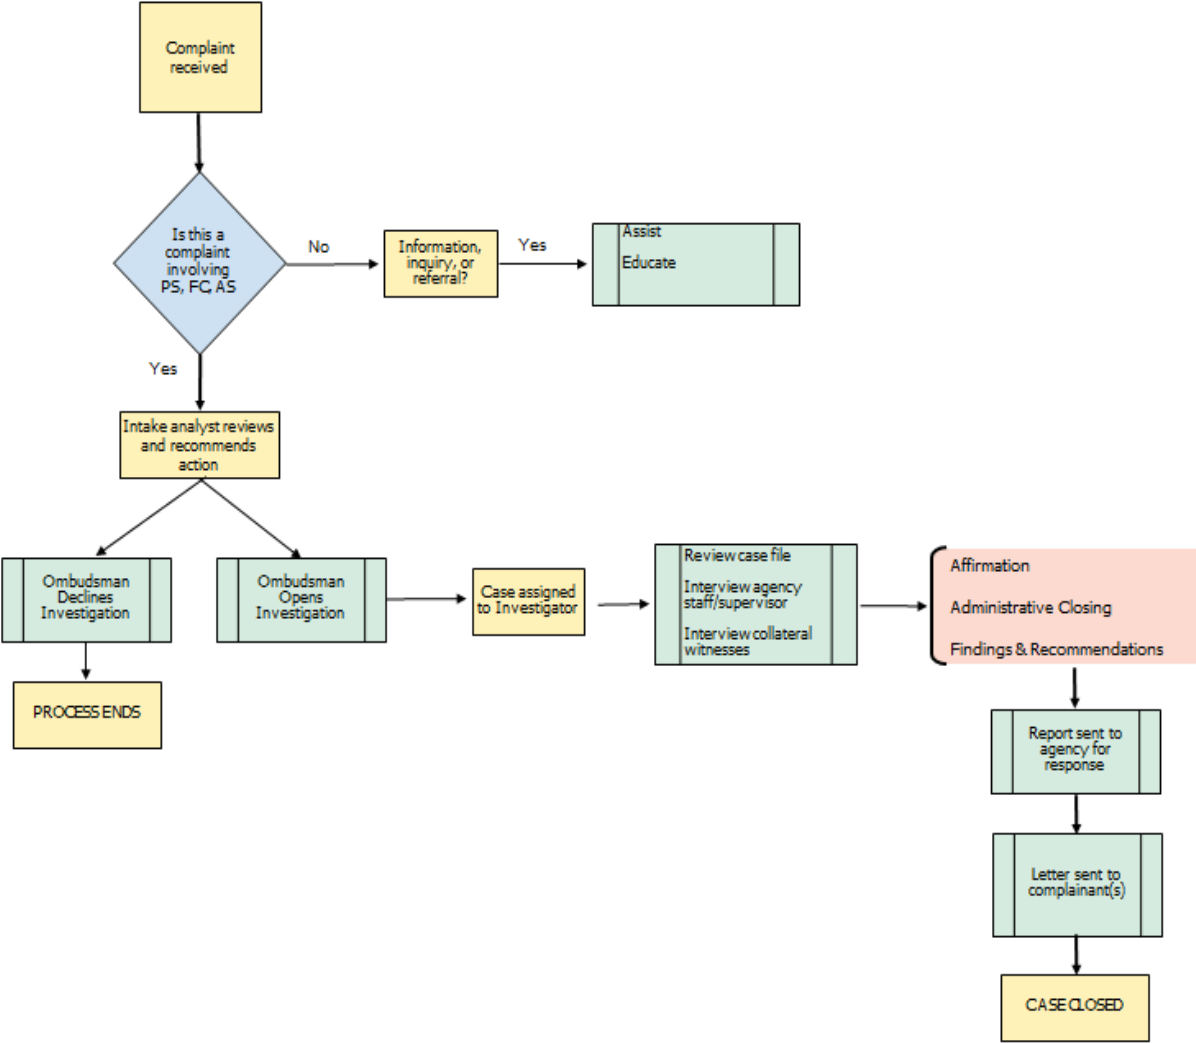 Complaint
received
Is this a
complaint
involving
PS, FC, AS
No
Information,
inquiry, or
referral?
Yes
Assist
Educate
Yes
Intake analyst reviews
and recommends
action
Ombudsman
Declines
Investigation
Ombudsman
Opens
Investigation
Case assigned
to Investigator
Review case file
Interview agency
staff/supervisor
Interview collateral
witnesses
Affirmation
Administrative Closing
Findings & Recommendations
PROCESS ENDS
Report sent to
agency for
response
Letter sent to
complainant(s)
CASE CLOSED